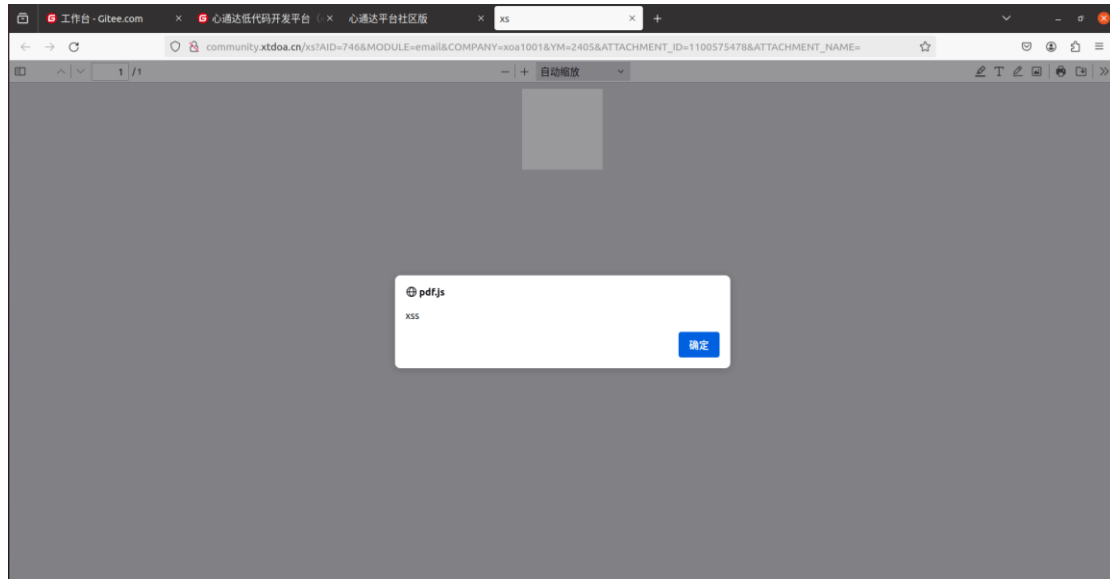 工作台 - Gitee.com
心通达低代码开发平台（
心通达平台社区版
xs
community.xtdoa.cn/xs?AID=746&MODULE=email&COMPANY=xoa1001&YM=2405&ATTACHMENT_ID=1100575478&ATTACHMENT_NAME=
1 /1
自动缩放
pdf.js
xss
确定